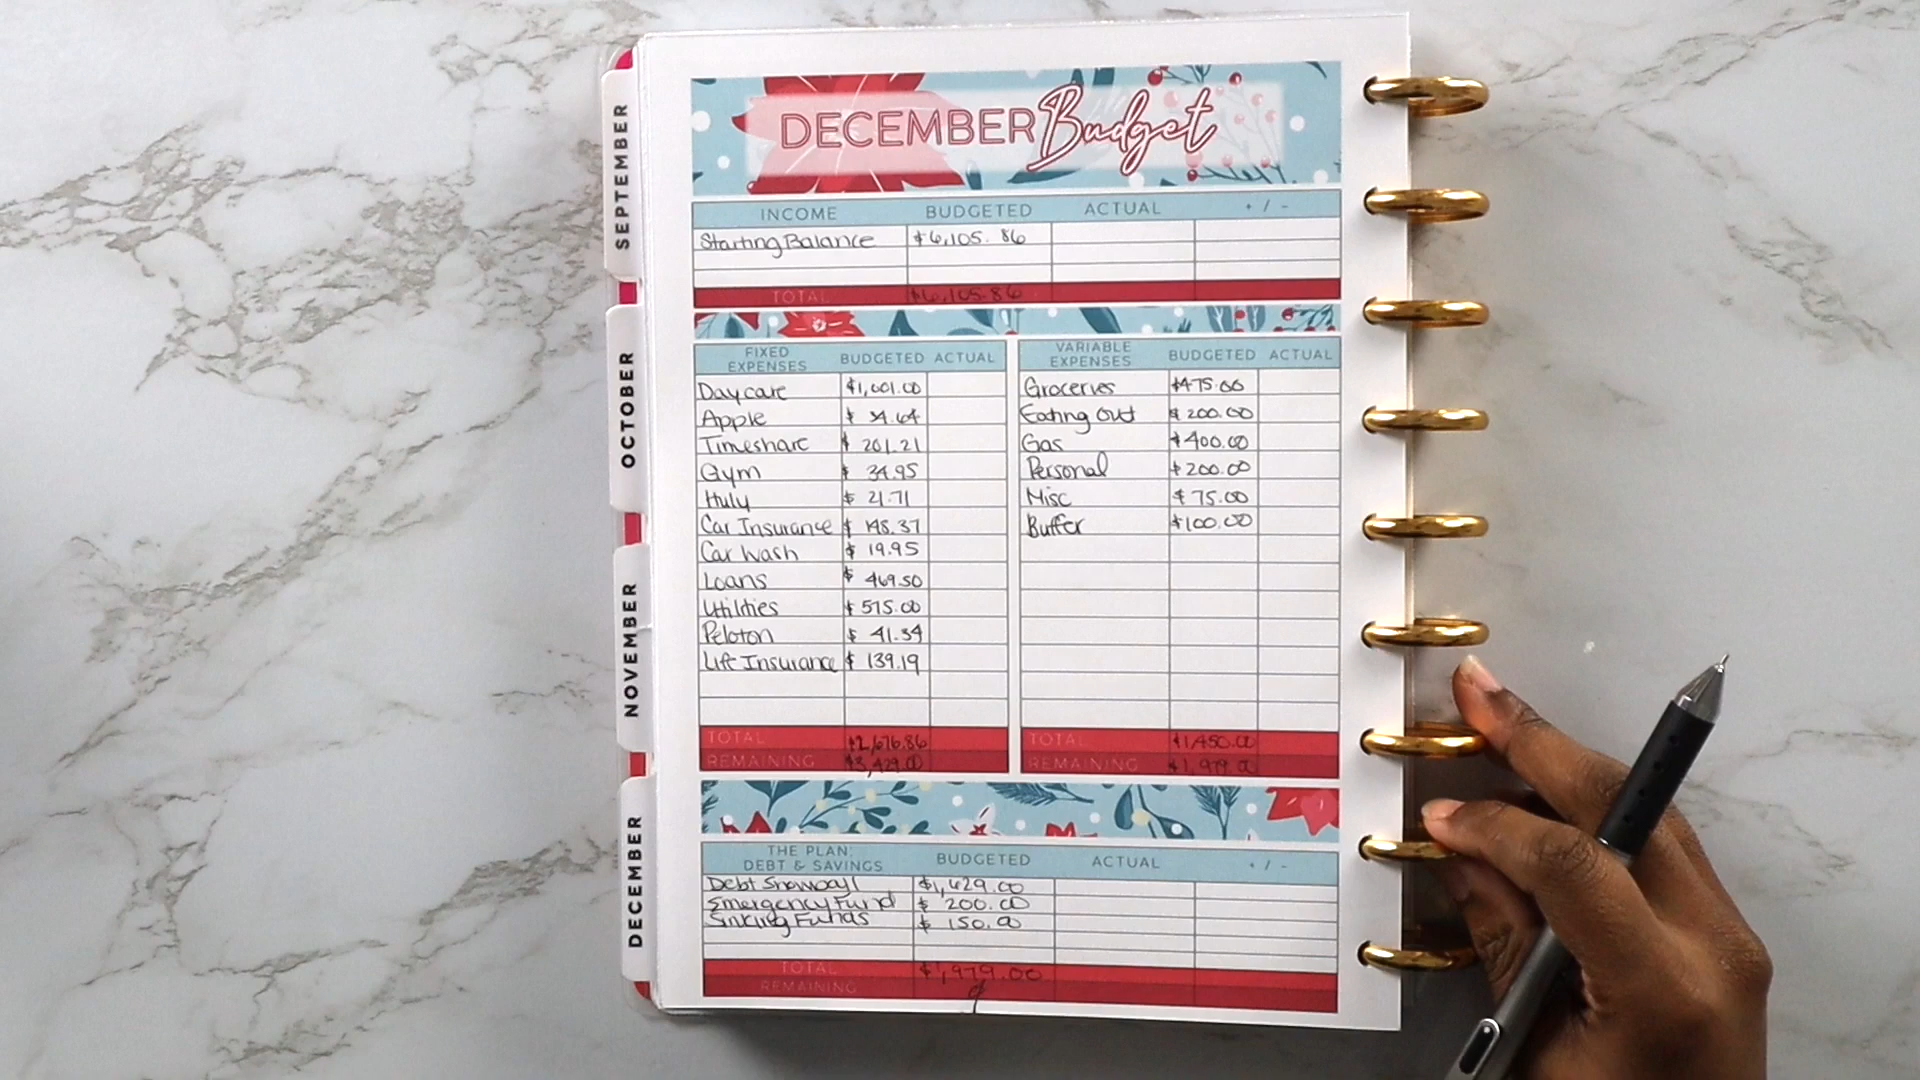 SEPTEMBER
OCTOBER
NOVEMBER
DECEMBER
DECEMBER Budget
INCOME BUDGETED ACTUAL + / -
Starting Balance $6,105.86
TOTAL $6,105.86
FIXED EXPENSES BUDGETED ACTUAL
Daycare $1,001.00
Apple $ 34.64
Timeshare $ 201.21
Gym $ 34.95
Hulu $ 21.71
Car Insurance $ 148.37
Car Wash $ 19.95
Loans $ 469.50
Utilities $ 575.00
Peloton $ 41.34
Life Insurance $ 139.19
TOTAL $2,676.86
REMAINING $3,429.00
VARIABLE EXPENSES BUDGETED ACTUAL
Groceries $475.00
Eating Out $ 200.00
Gas $400.00
Personal $200.00
Misc $75.00
Buffer $100.00
TOTAL $1,450.00
REMAINING $1,979.00
THE PLAN:
DEBT & SAVINGS BUDGETED ACTUAL + / -
Debt Snowball $1,629.00
Emergency Fund $ 200.00
Sinking Funds $ 150.00
TOTAL $1,979.00
REMAINING